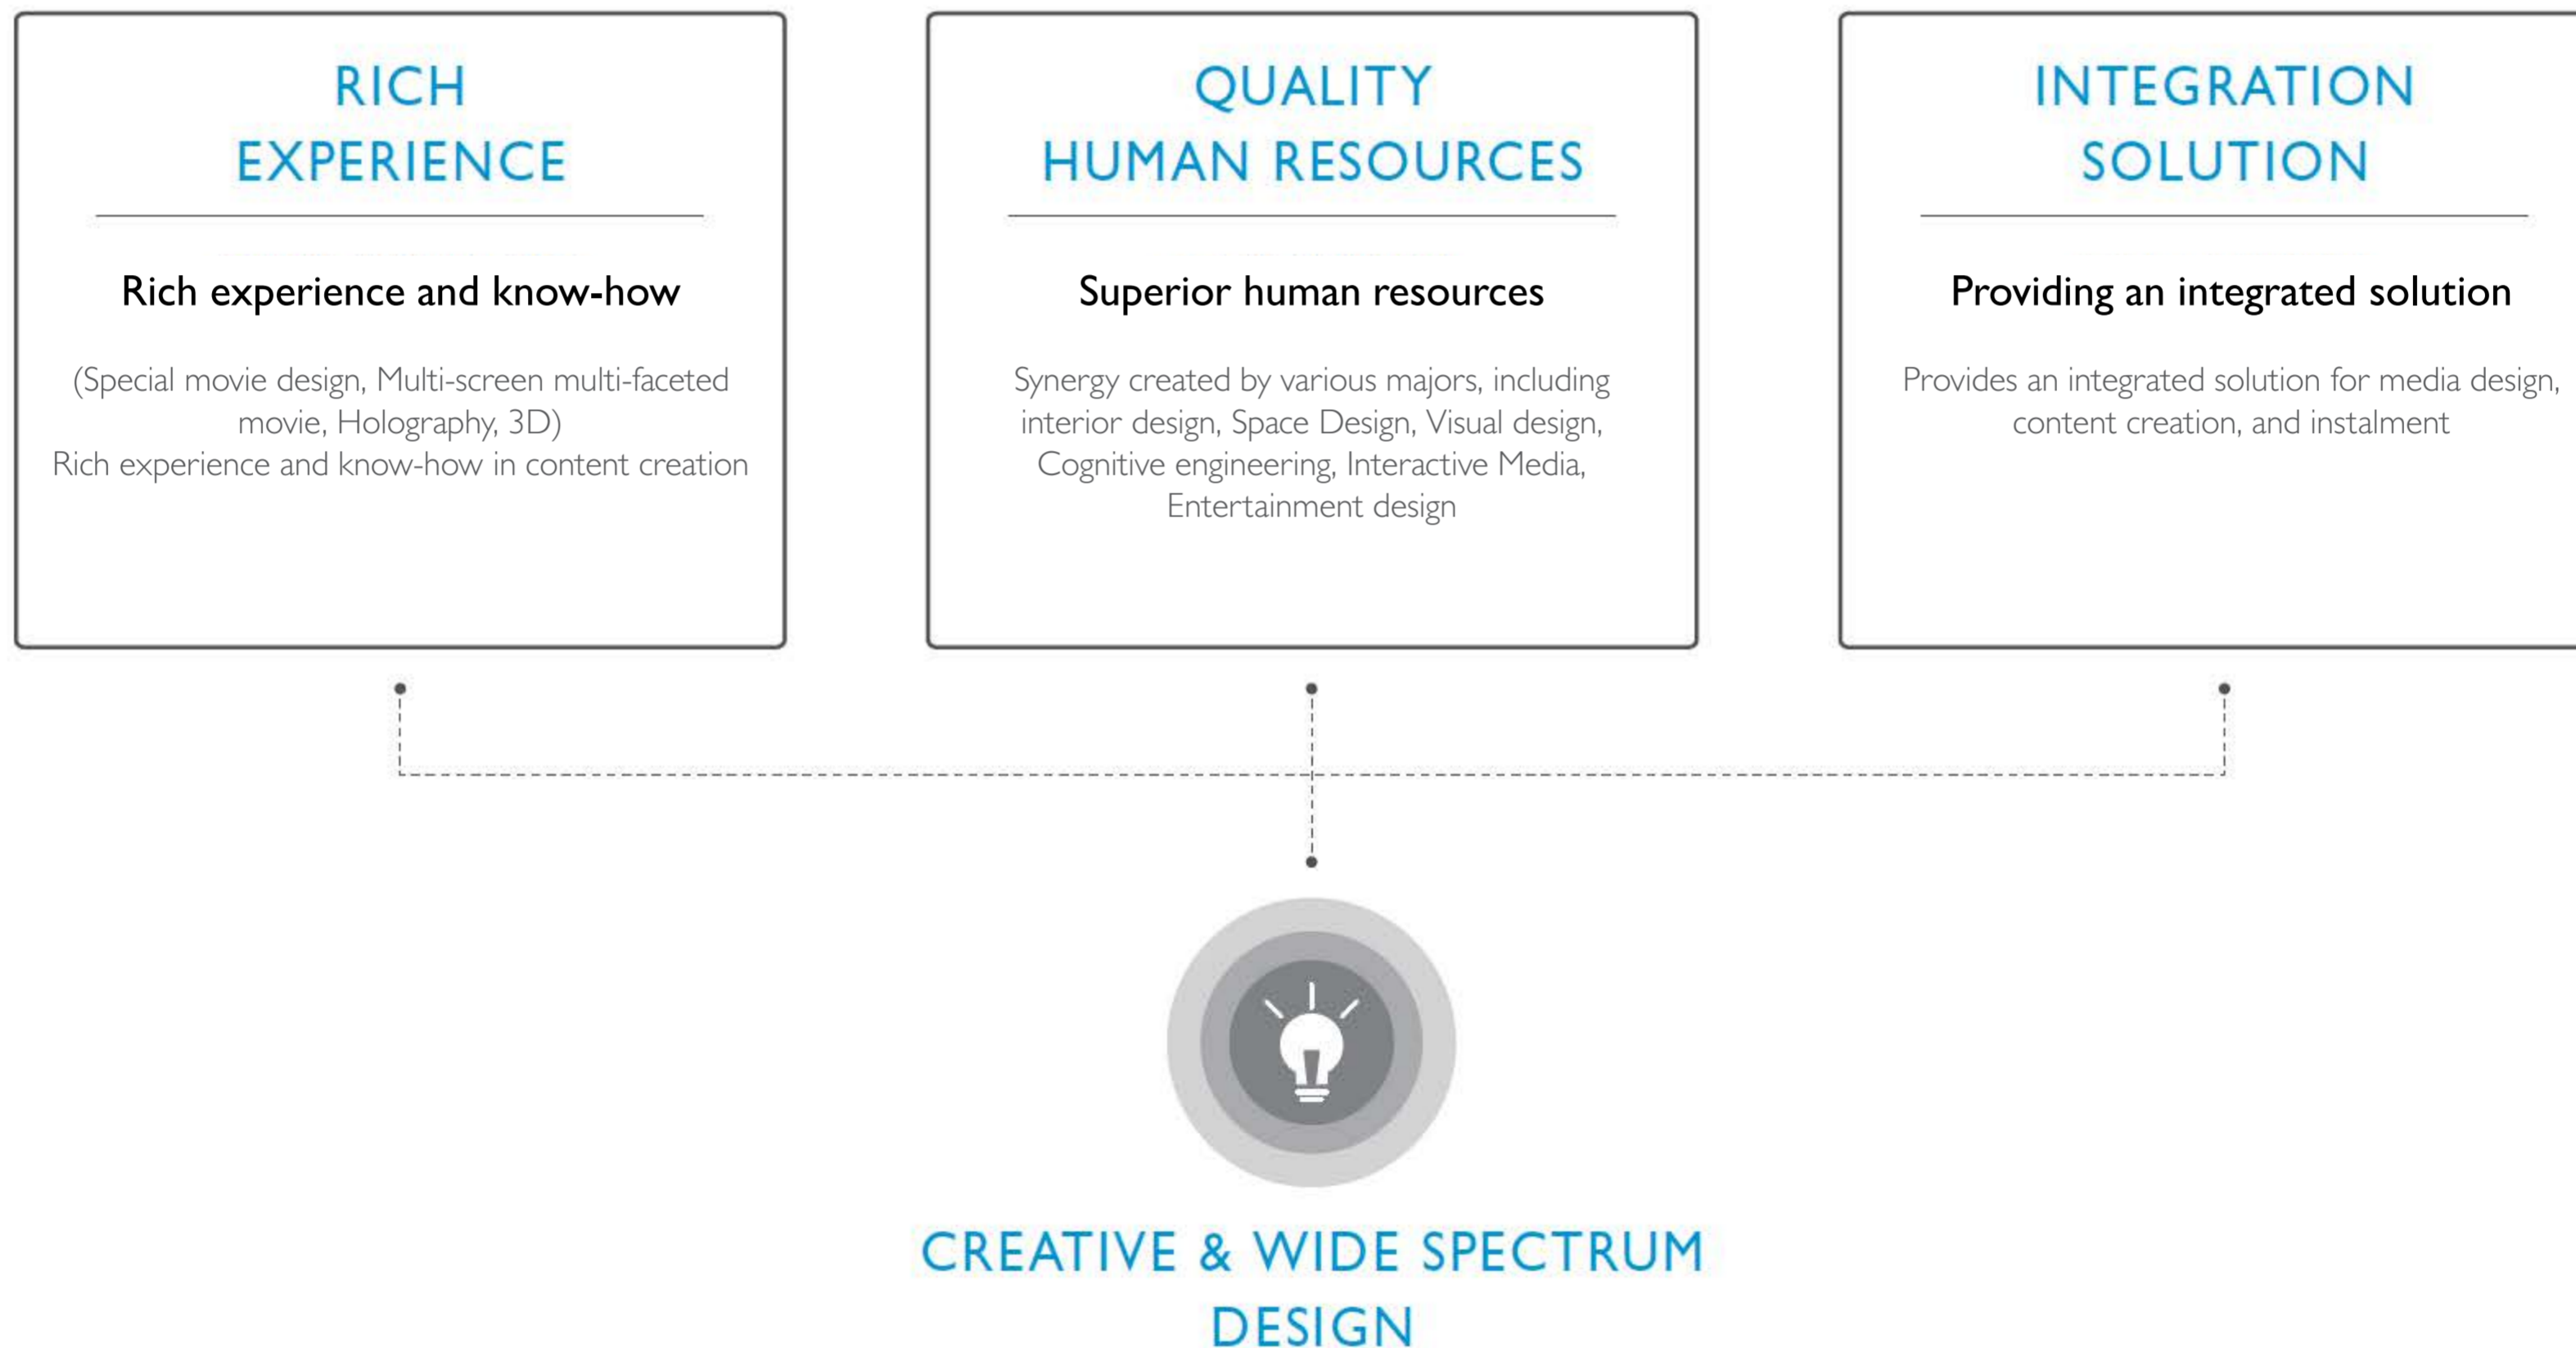 RICH
EXPERIENCE
Rich experience and know-how
(Special movie design, Multi-screen multi-faceted
movie, Holography, 3D)
Rich experience and know-how in content creation
QUALITY
HUMAN RESOURCES
Superior human resources
Synergy created by various majors, including
interior design, Space Design, Visual design,
Cognitive engineering, Interactive Media,
Entertainment design
INTEGRATION
SOLUTION
Providing an integrated solution
Provides an integrated solution for media design,
content creation, and instalment
CREATIVE & WIDE SPECTRUM
DESIGN